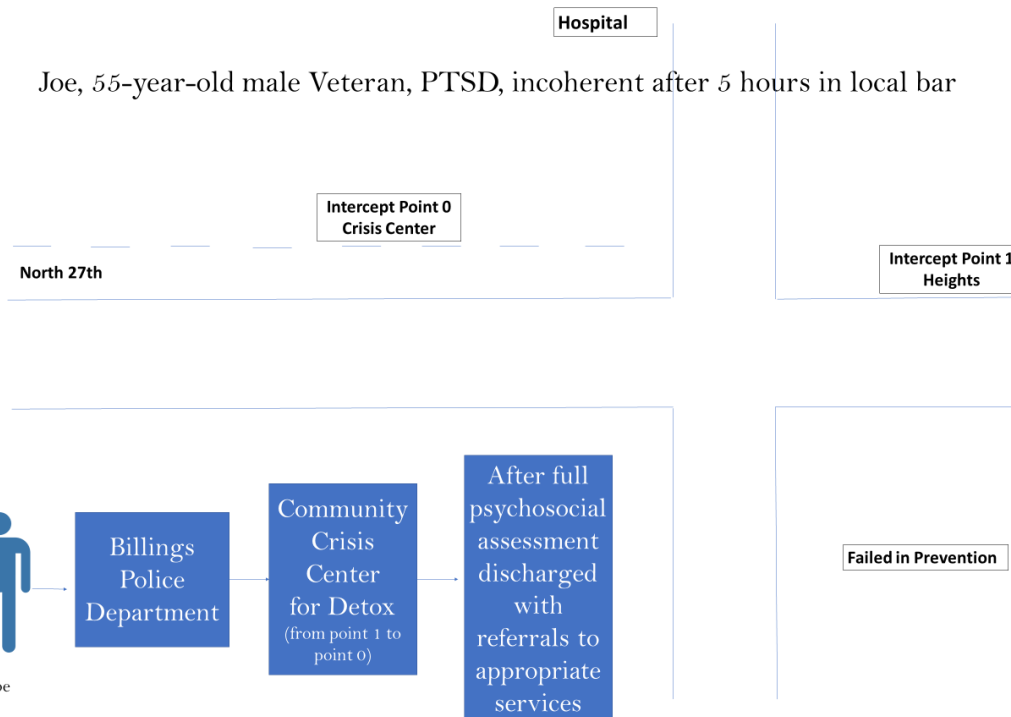 Hospital
Joe, 55-year-old male Veteran, PTSD, incoherent after 5 hours in local bar
Intercept Point 0
Crisis Center
North 27th
Intercept Point 1
Heights
Billings
Police
Department
Community
Crisis
Center
for Detox
(from point 1 to
point 0)
After full
psychosocial
assessment
discharged
with
referrals to
appropriate
services
Failed in Prevention